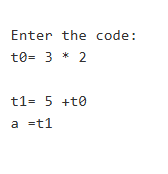 Enter the code:
t0= 3 * 2
t1= 5 +t0
a =t1